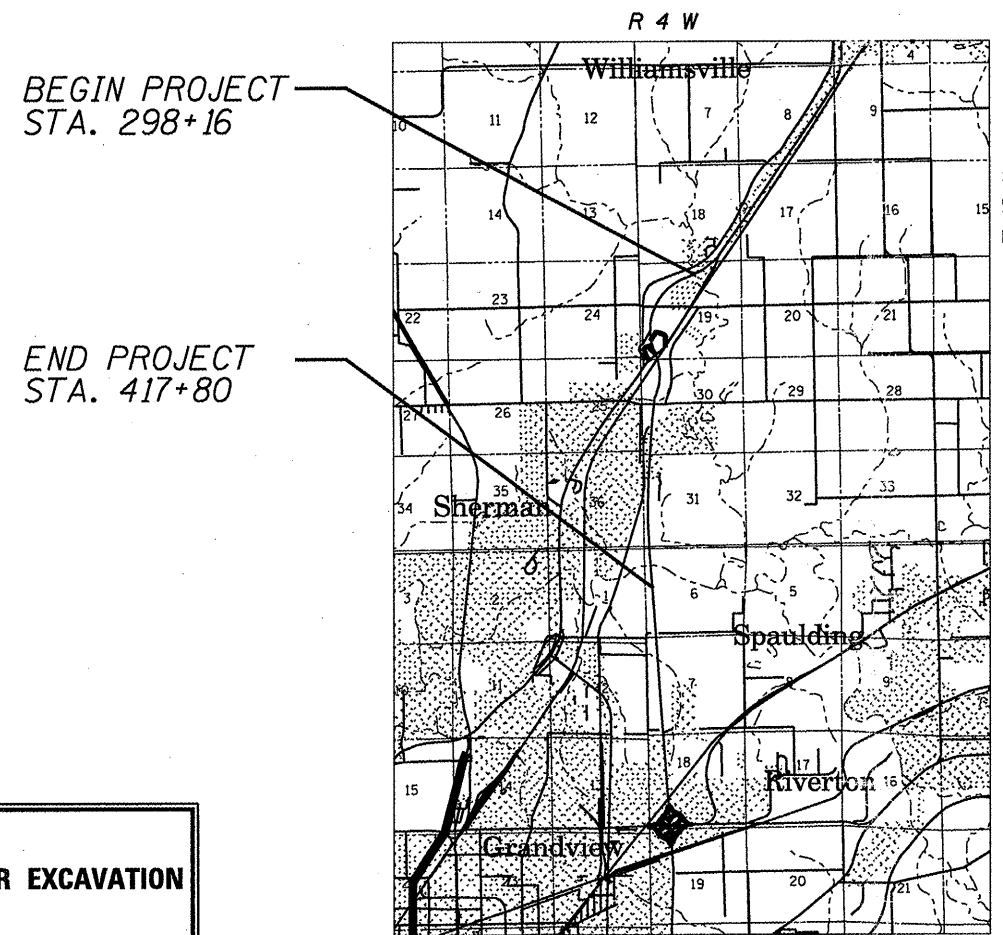 R 4 W
BEGIN PROJECT
STA. 298+16
END PROJECT
STA. 417+80
Williamsville
4
10 11 12 7 8 9
14 13 18 17 16 15
22 23 24 19 20 21
27 26 25 30 29 28
34 35 36 31 32 33
Sherman
3 2 1 6 5
Spaulding
11 7 8 9
15 18 17 16
Riverton
Grandview
19 20 21
R EXCAVATION